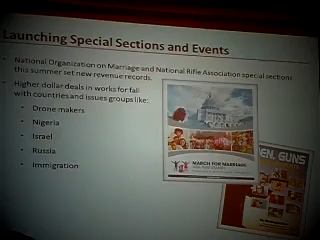 Launching Special Sections and Events
• National Organization on Marriage and National Rifle Association special sections
this summer set new revenue records.
• Higher dollar deals in works for fall
with countries and issues groups like:
• Drone makers
• Nigeria
• Israel
• Russia
• Immigration
MARCH FOR MARRIAGE
EN, GUNS